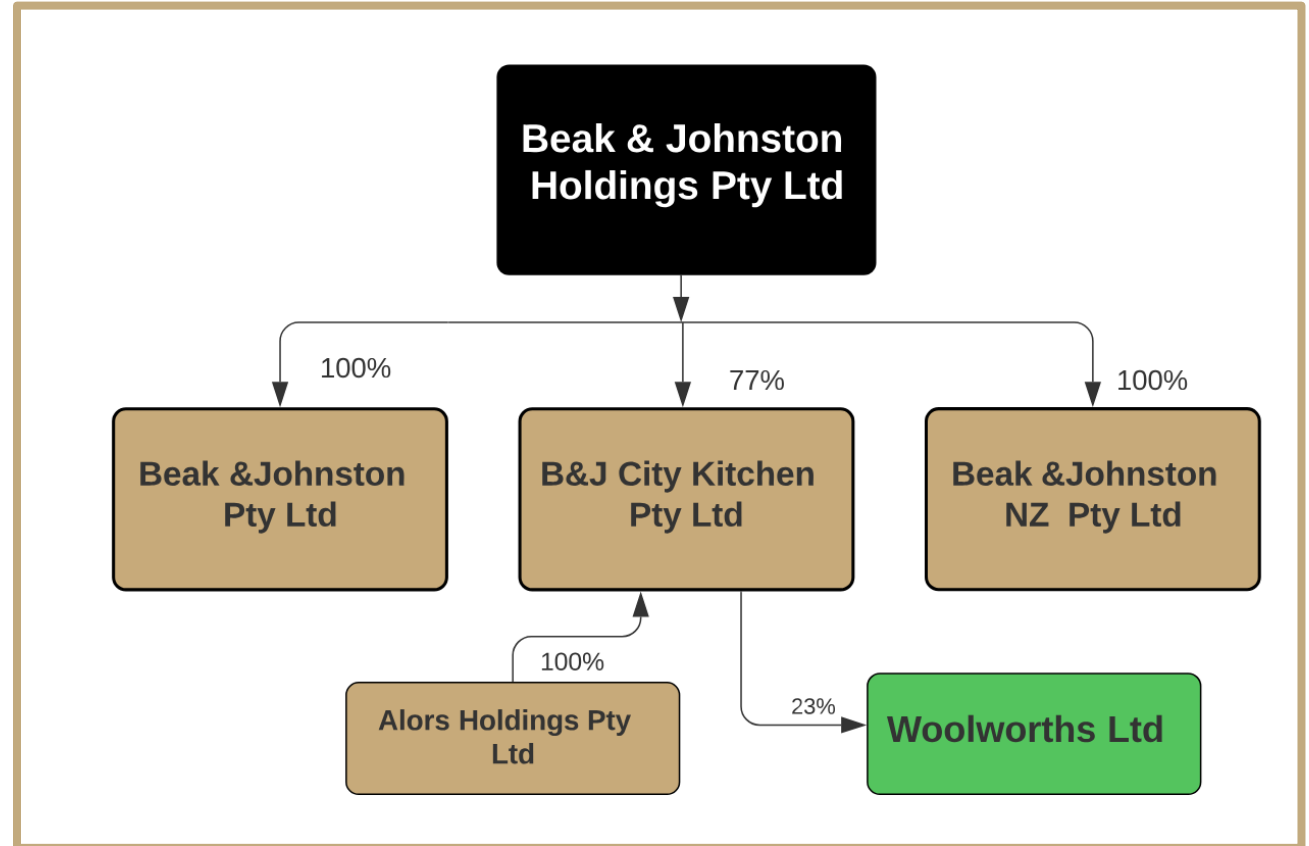 Beak & Johnston
Holdings Pty Ltd
100%
77%
100%
Beak &Johnston
Pty Ltd
B&J City Kitchen
Pty Ltd
Beak &Johnston
NZ  Pty Ltd
100%
Alors Holdings Pty
Ltd
23%
Woolworths Ltd